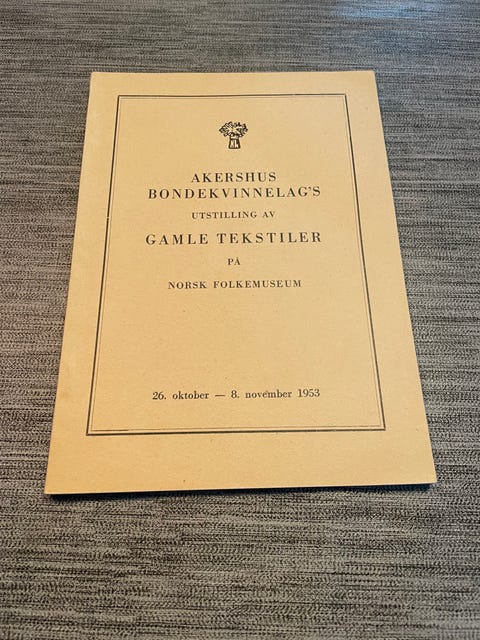 AKERSHUS
BONDEKVINNELAG'S
UTSTILLING AV
GAMLE TEKSTILER
PÅ
NORSK FOLKEMUSEUM
26. oktober — 8. november 1953